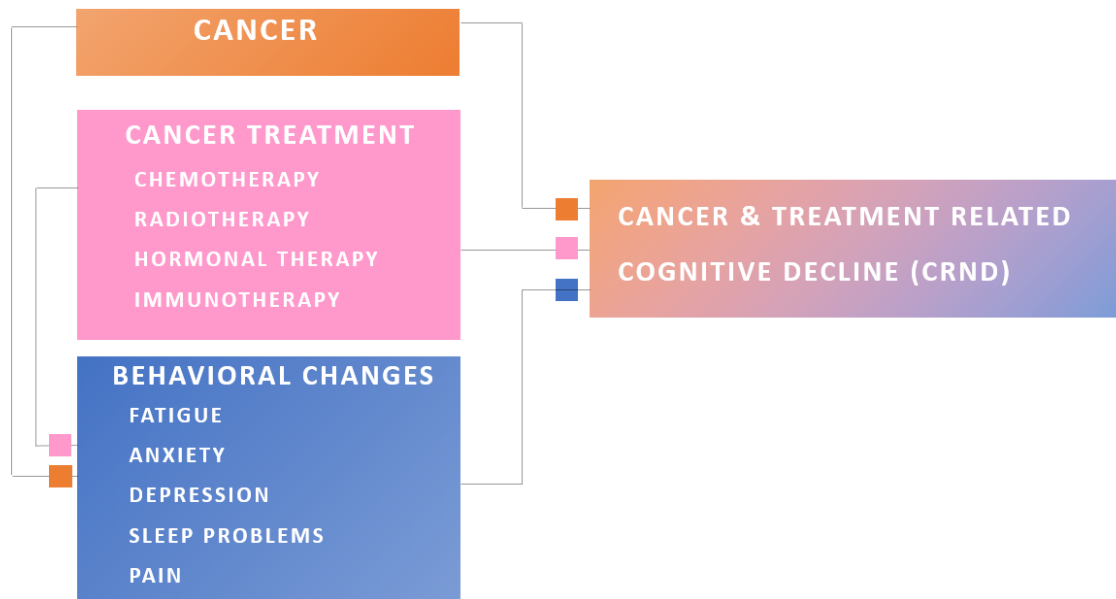 CANCER
CANCER TREATMENT
CHEMOTHERAPY
RADIOTHERAPY
HORMONAL THERAPY
IMMUNOTHERAPY
BEHAVIORAL CHANGES
FATIGUE
ANXIETY
DEPRESSION
SLEEP PROBLEMS
PAIN
CANCER & TREATMENT RELATED
COGNITIVE DECLINE (CRND)